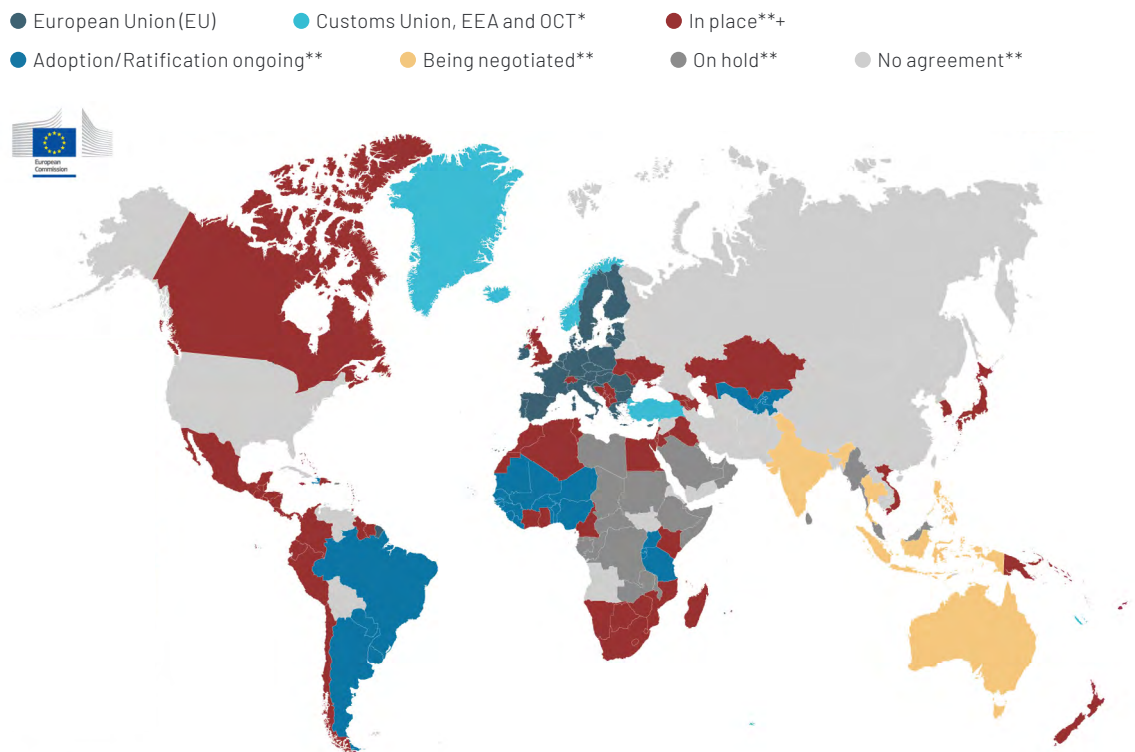 European Union (EU) Customs Union, EEA and OCT* In place**+
Adoption/Ratification ongoing** Being negotiated** On hold** No agreement**
European
Commission